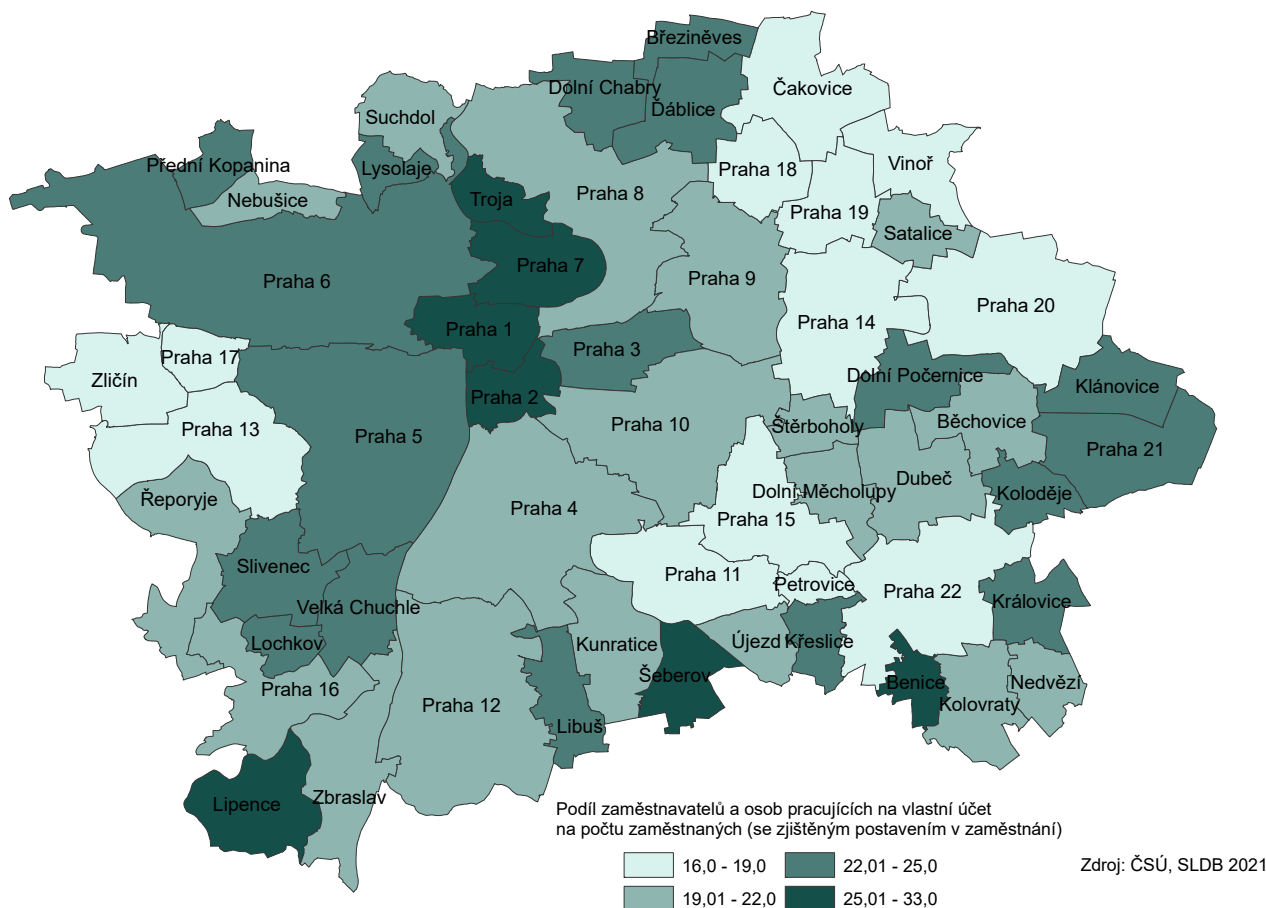 Březiněves
Dolní Chabry
Čakovice
Ďáblice
Suchdol
Přední Kopanina
Lysolaje
Praha 18
Vinoř
Nebušice
Troja
Praha 8
Praha 19
Satalice
Praha 7
Praha 9
Praha 6
Praha 20
Praha 14
Praha 1
Praha 3
Praha 17
Zličín
Dolní Počernice
Klánovice
Praha 2
Praha 13
Praha 5
Praha 10
Štěrboholy
Běchovice
Praha 21
Řeporyje
Dubeč
Dolní Měcholupy
Koloděje
Praha 4
Praha 15
Slivenec
Praha 11
Petrovice
Praha 22
Královice
Velká Chuchle
Lochkov
Kunratice
Újezd
Křeslice
Šeberov
Benice
Nedvězí
Praha 16
Praha 12
Kolovraty
Libuš
Zbraslav
Lipence
Podíl zaměstnavatelů a osob pracujících na vlastní účet
na počtu zaměstnaných (se zjištěným postavením v zaměstnání)
16,0 - 19,0
22,01 - 25,0
19,01 - 22,0
25,01 - 33,0
Zdroj: ČSÚ, SLDB 2021